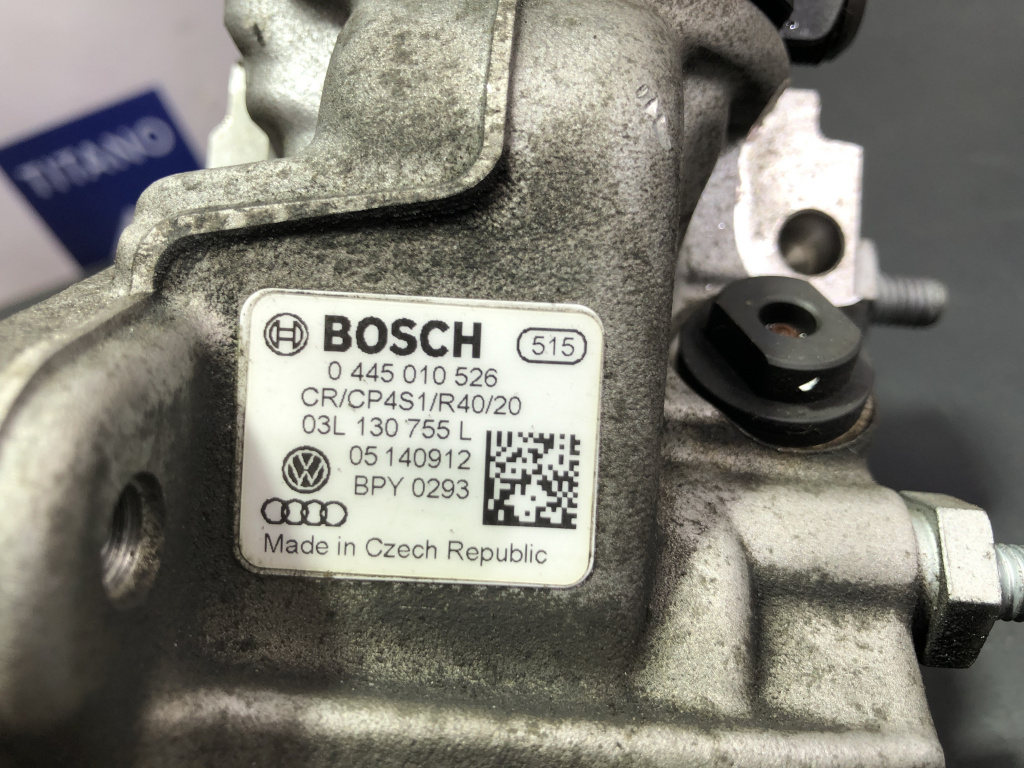 TITANO
BOSCH 515
0 445 010 526
CR/CP4S1/R40/20
03L 130 755 L
05 140912
BPY 0293
Made in Czech Republic